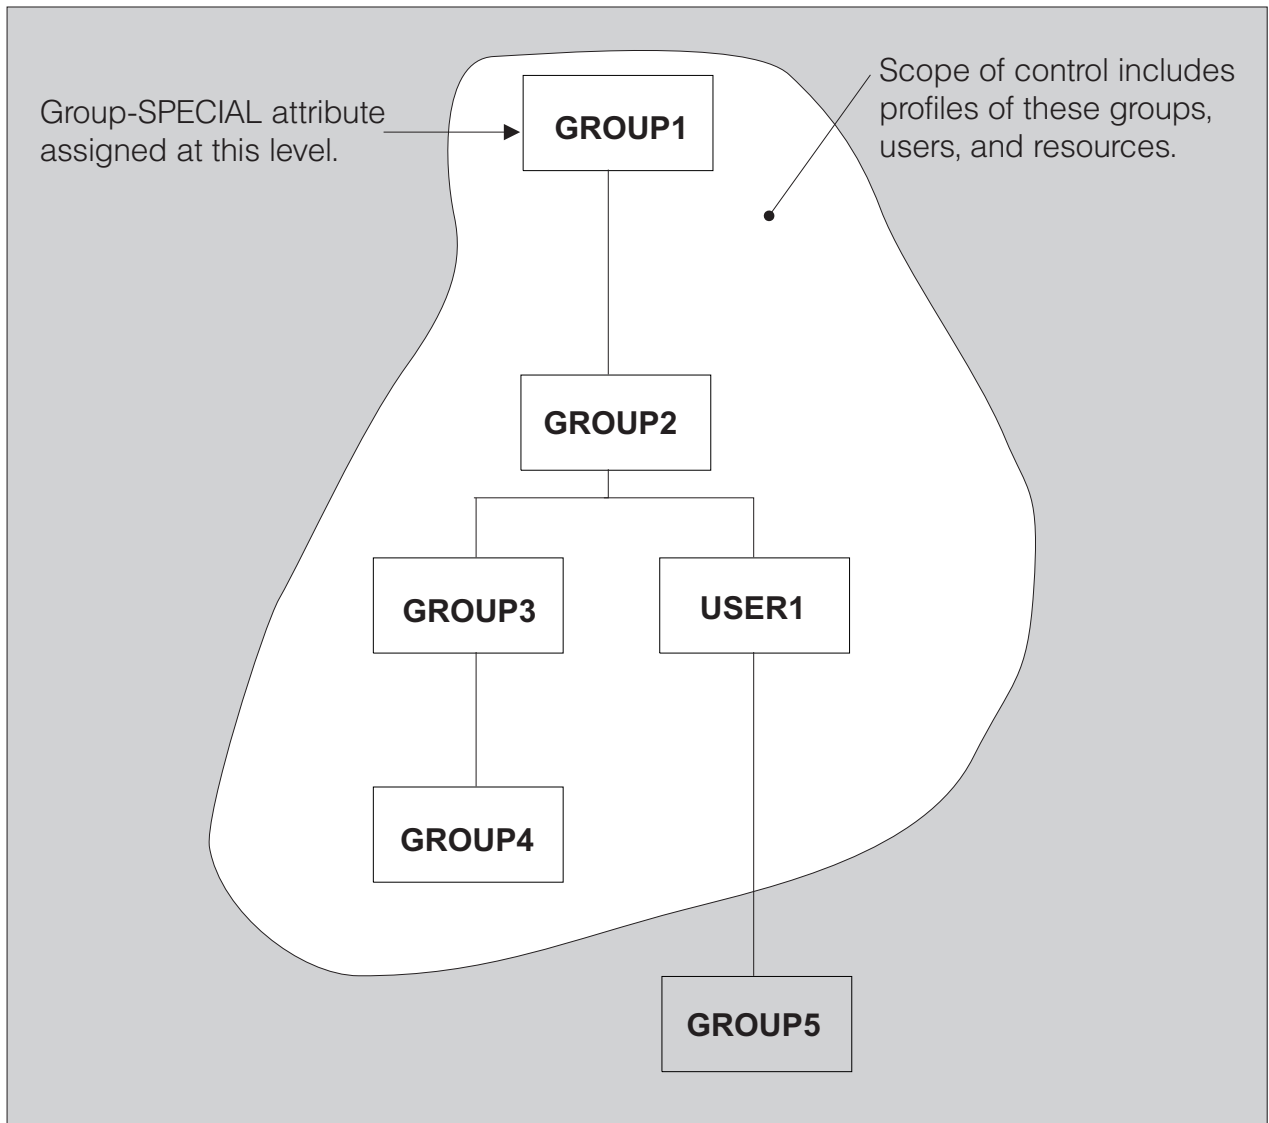 Group-SPECIAL attribute
assigned at this level.
GROUP1
Scope of control includes
profiles of these groups,
users, and resources.
GROUP2
GROUP3
USER1
GROUP4
GROUP5